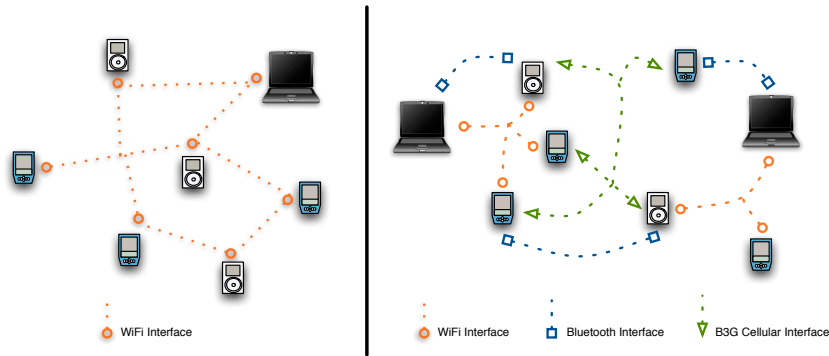 WiFi Interface
WiFi Interface
Bluetooth Interface
B3G Cellular Interface